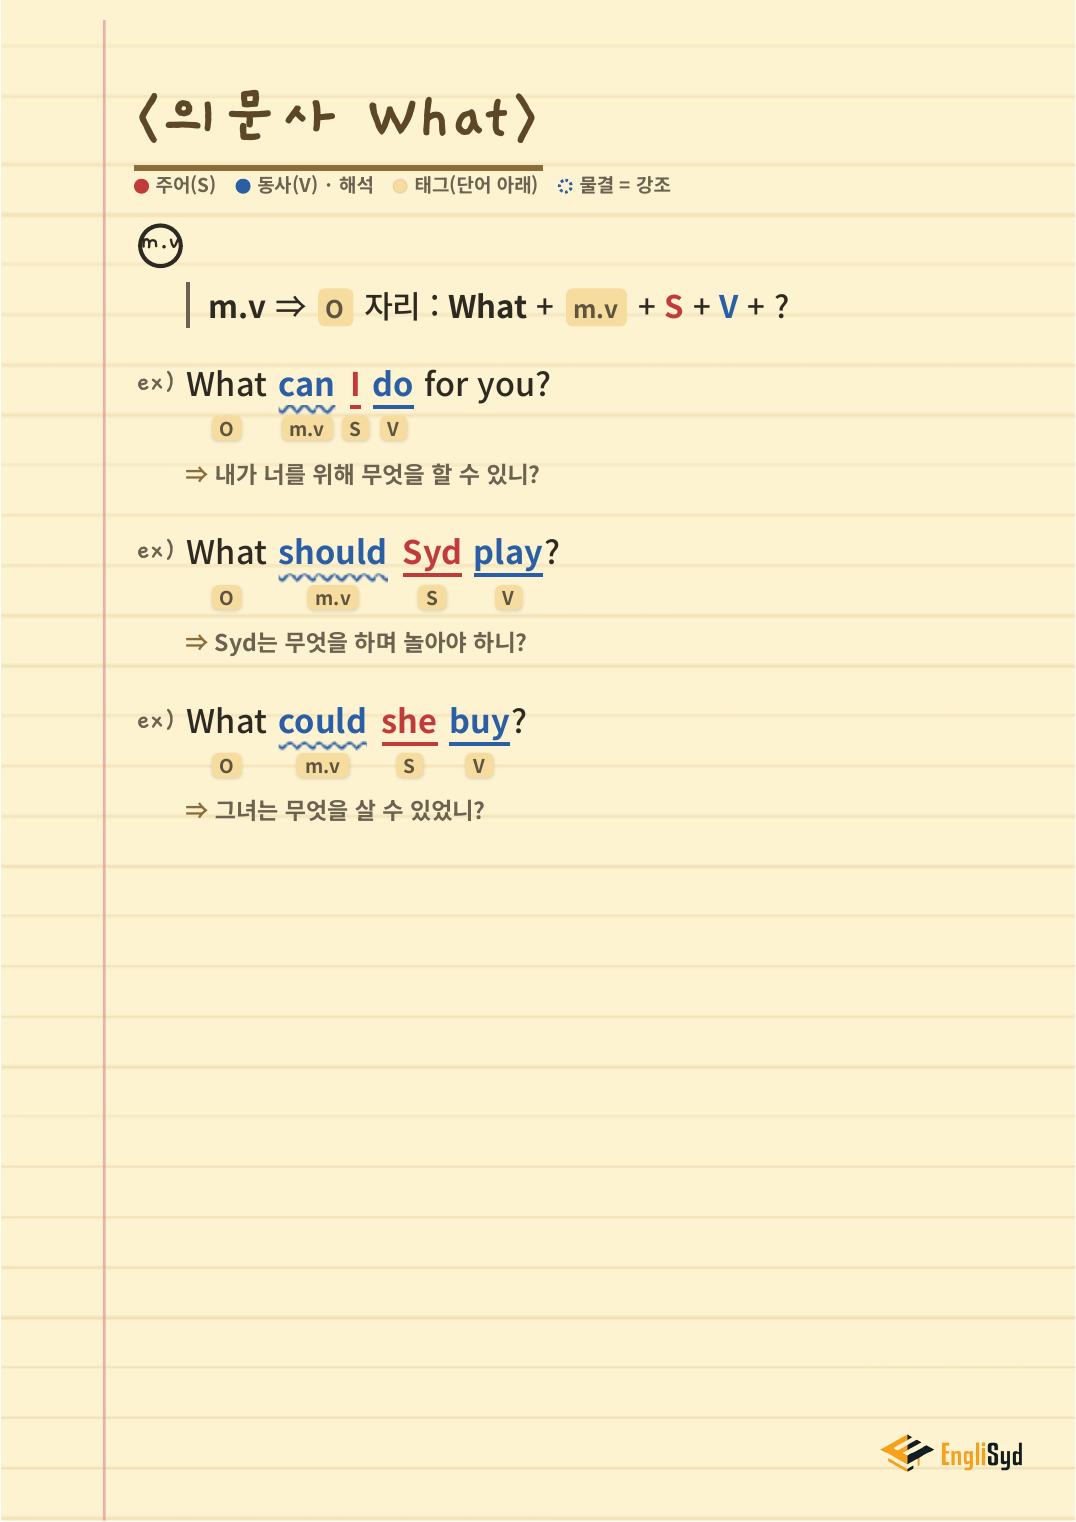 <의문사 What>
주어(S) 동사(V) · 해석 태그(단어 아래) 물결 = 강조
m.v
m.v ⇒ O 자리 : What + m.v + S + V + ?
ex) What can I do for you?
O m.v S V
⇒ 내가 너를 위해 무엇을 할 수 있니?
ex) What should Syd play?
O m.v S V
⇒ Syd는 무엇을 하며 놀아야 하니?
ex) What could she buy?
O m.v S V
⇒ 그녀는 무엇을 살 수 있었니?
EngliSyd